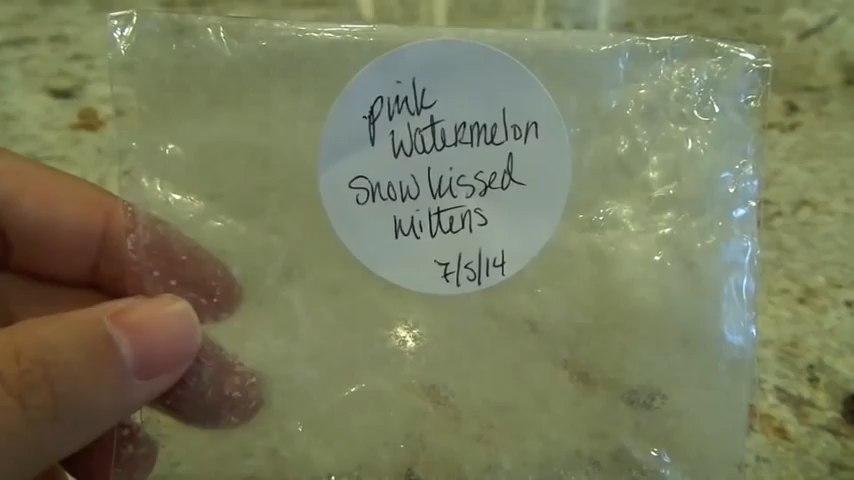 pink
watermelon
snow kissed
mittens
7/5/14